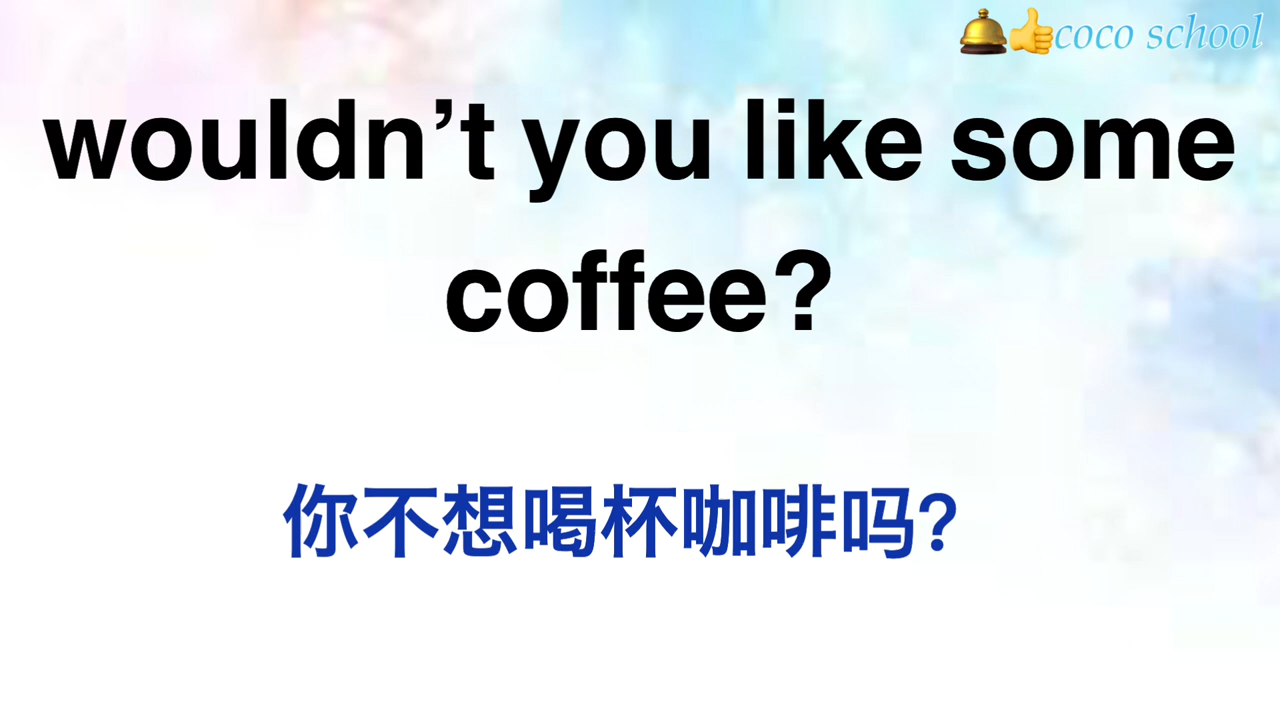 coco school
wouldn’t you like some
coffee?
你不想喝杯咖啡吗?